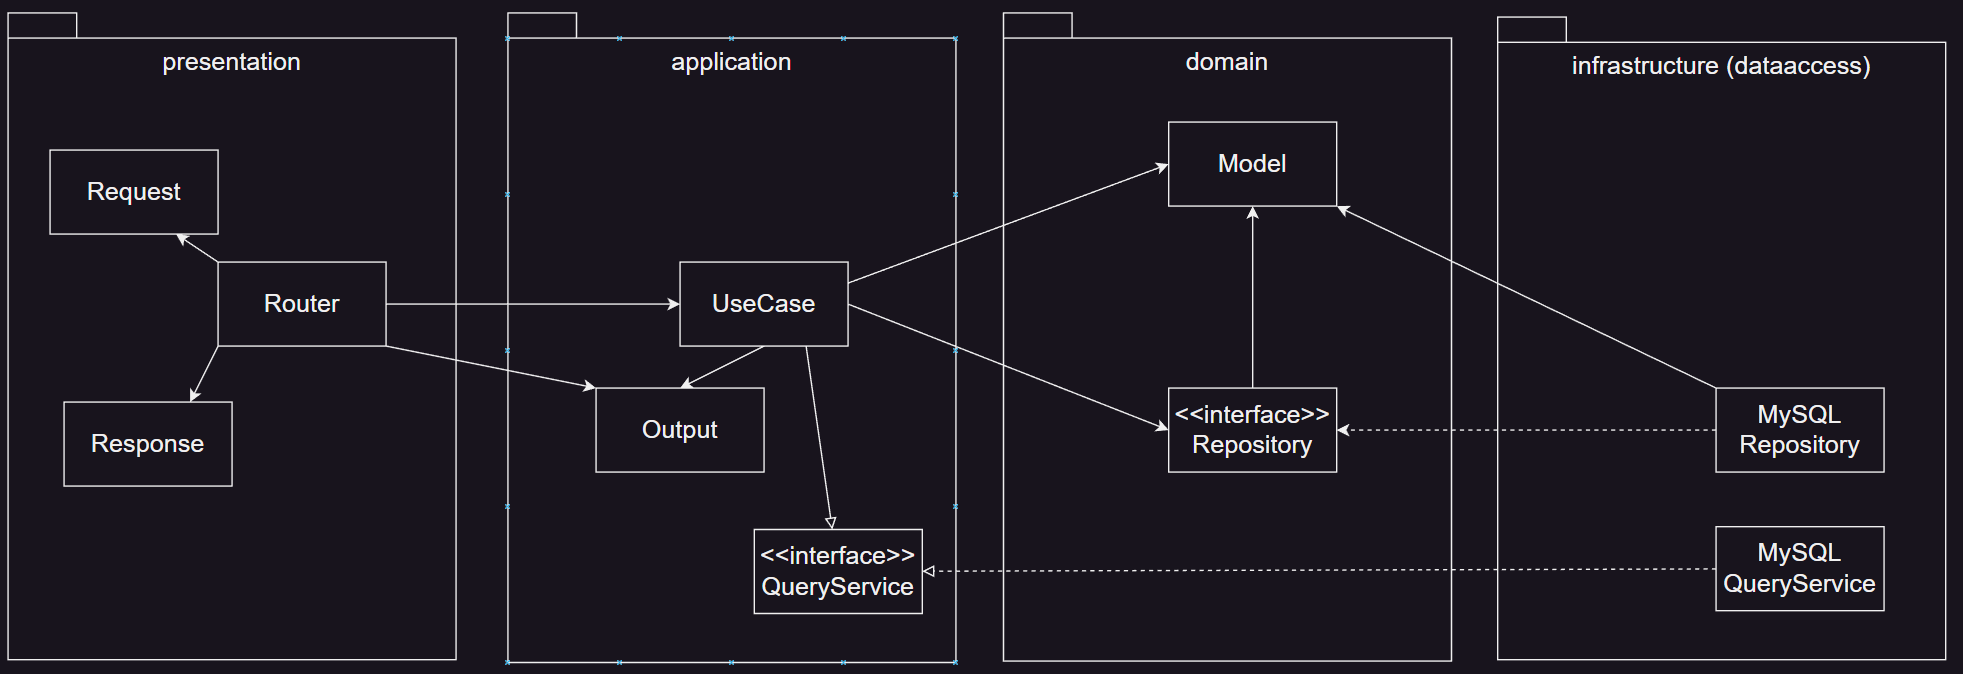 presentation
Request
Router
Response
application
UseCase
Output
<<interface>>
QueryService
domain
Model
<<interface>>
Repository
infrastructure (dataaccess)
MySQL
Repository
MySQL
QueryService